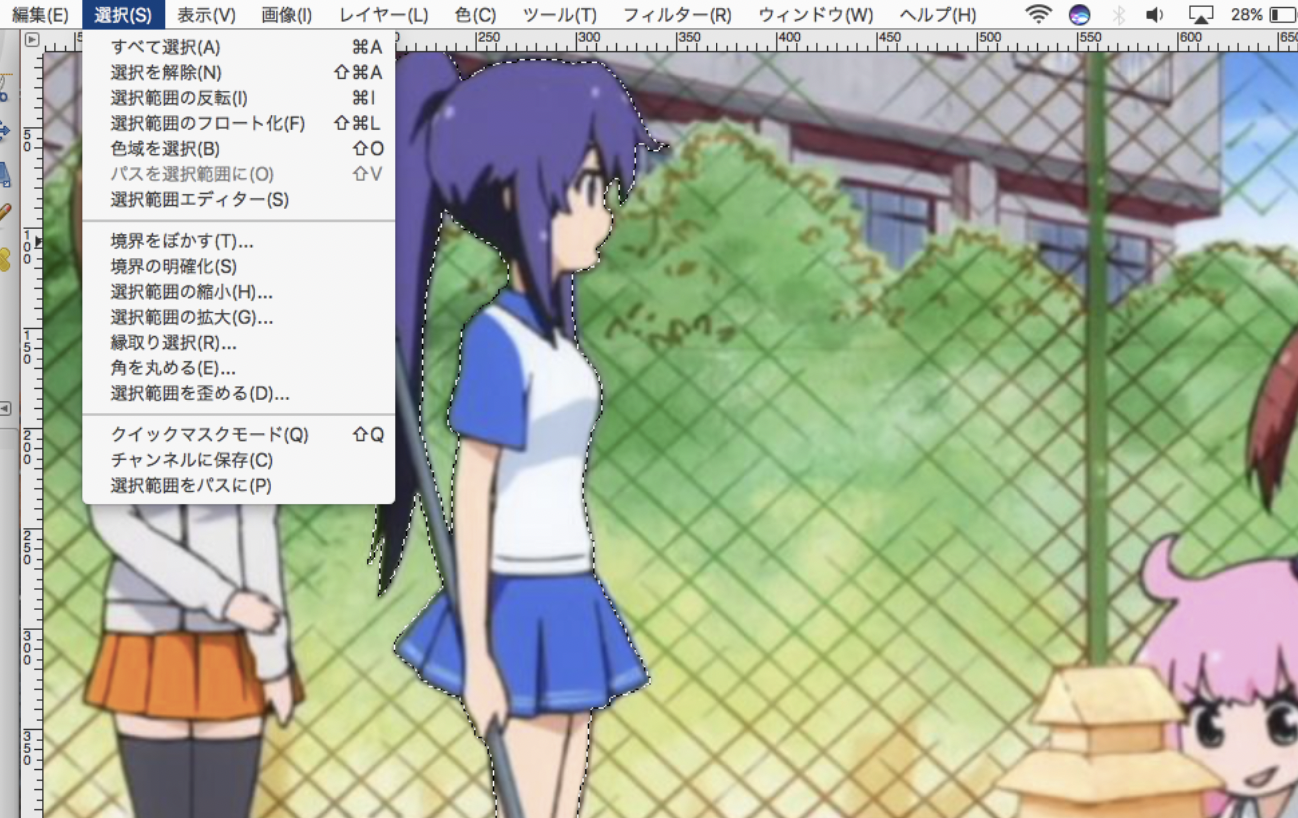 編集(E) 選択(S) 表示(V) 画像(I) レイヤー(L) 色(C) ツール(T) フィルター(R) ウィンドウ(W) ヘルプ(H) 28%
250 300 350 400 450 500 550 600 650
すべて選択(A) ⌘A
選択を解除(N) ⇧⌘A
選択範囲の反転(I) ⌘I
選択範囲のフロート化(F) ⇧⌘L
色域を選択(B) ⇧O
パスを選択範囲に(O) ⇧V
選択範囲エディター(S)
境界をぼかす(T)...
境界の明確化(S)
選択範囲の縮小(H)...
選択範囲の拡大(G)...
縁取り選択(R)...
角を丸める(E)...
選択範囲を歪める(D)...
クイックマスクモード(Q) ⇧Q
チャンネルに保存(C)
選択範囲をパスに(P)
50
100
150
200
250
300
350